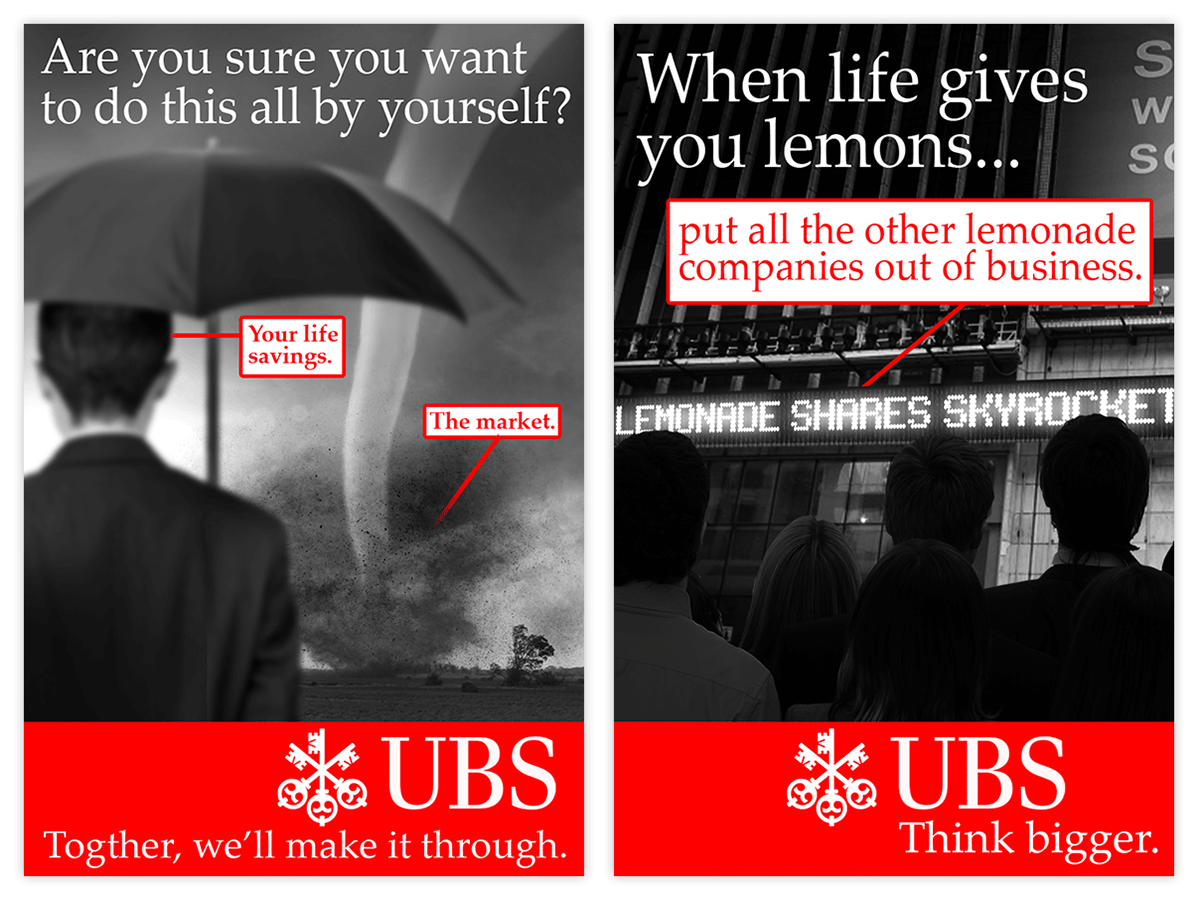 Are you sure you want
to do this all by yourself?
Your life
savings.
The market.
UBS
Togther, we’ll make it through.
When life gives
you lemons...
put all the other lemonade
companies out of business.
LEMONADE SHARES SKYROCKET
UBS
Think bigger.